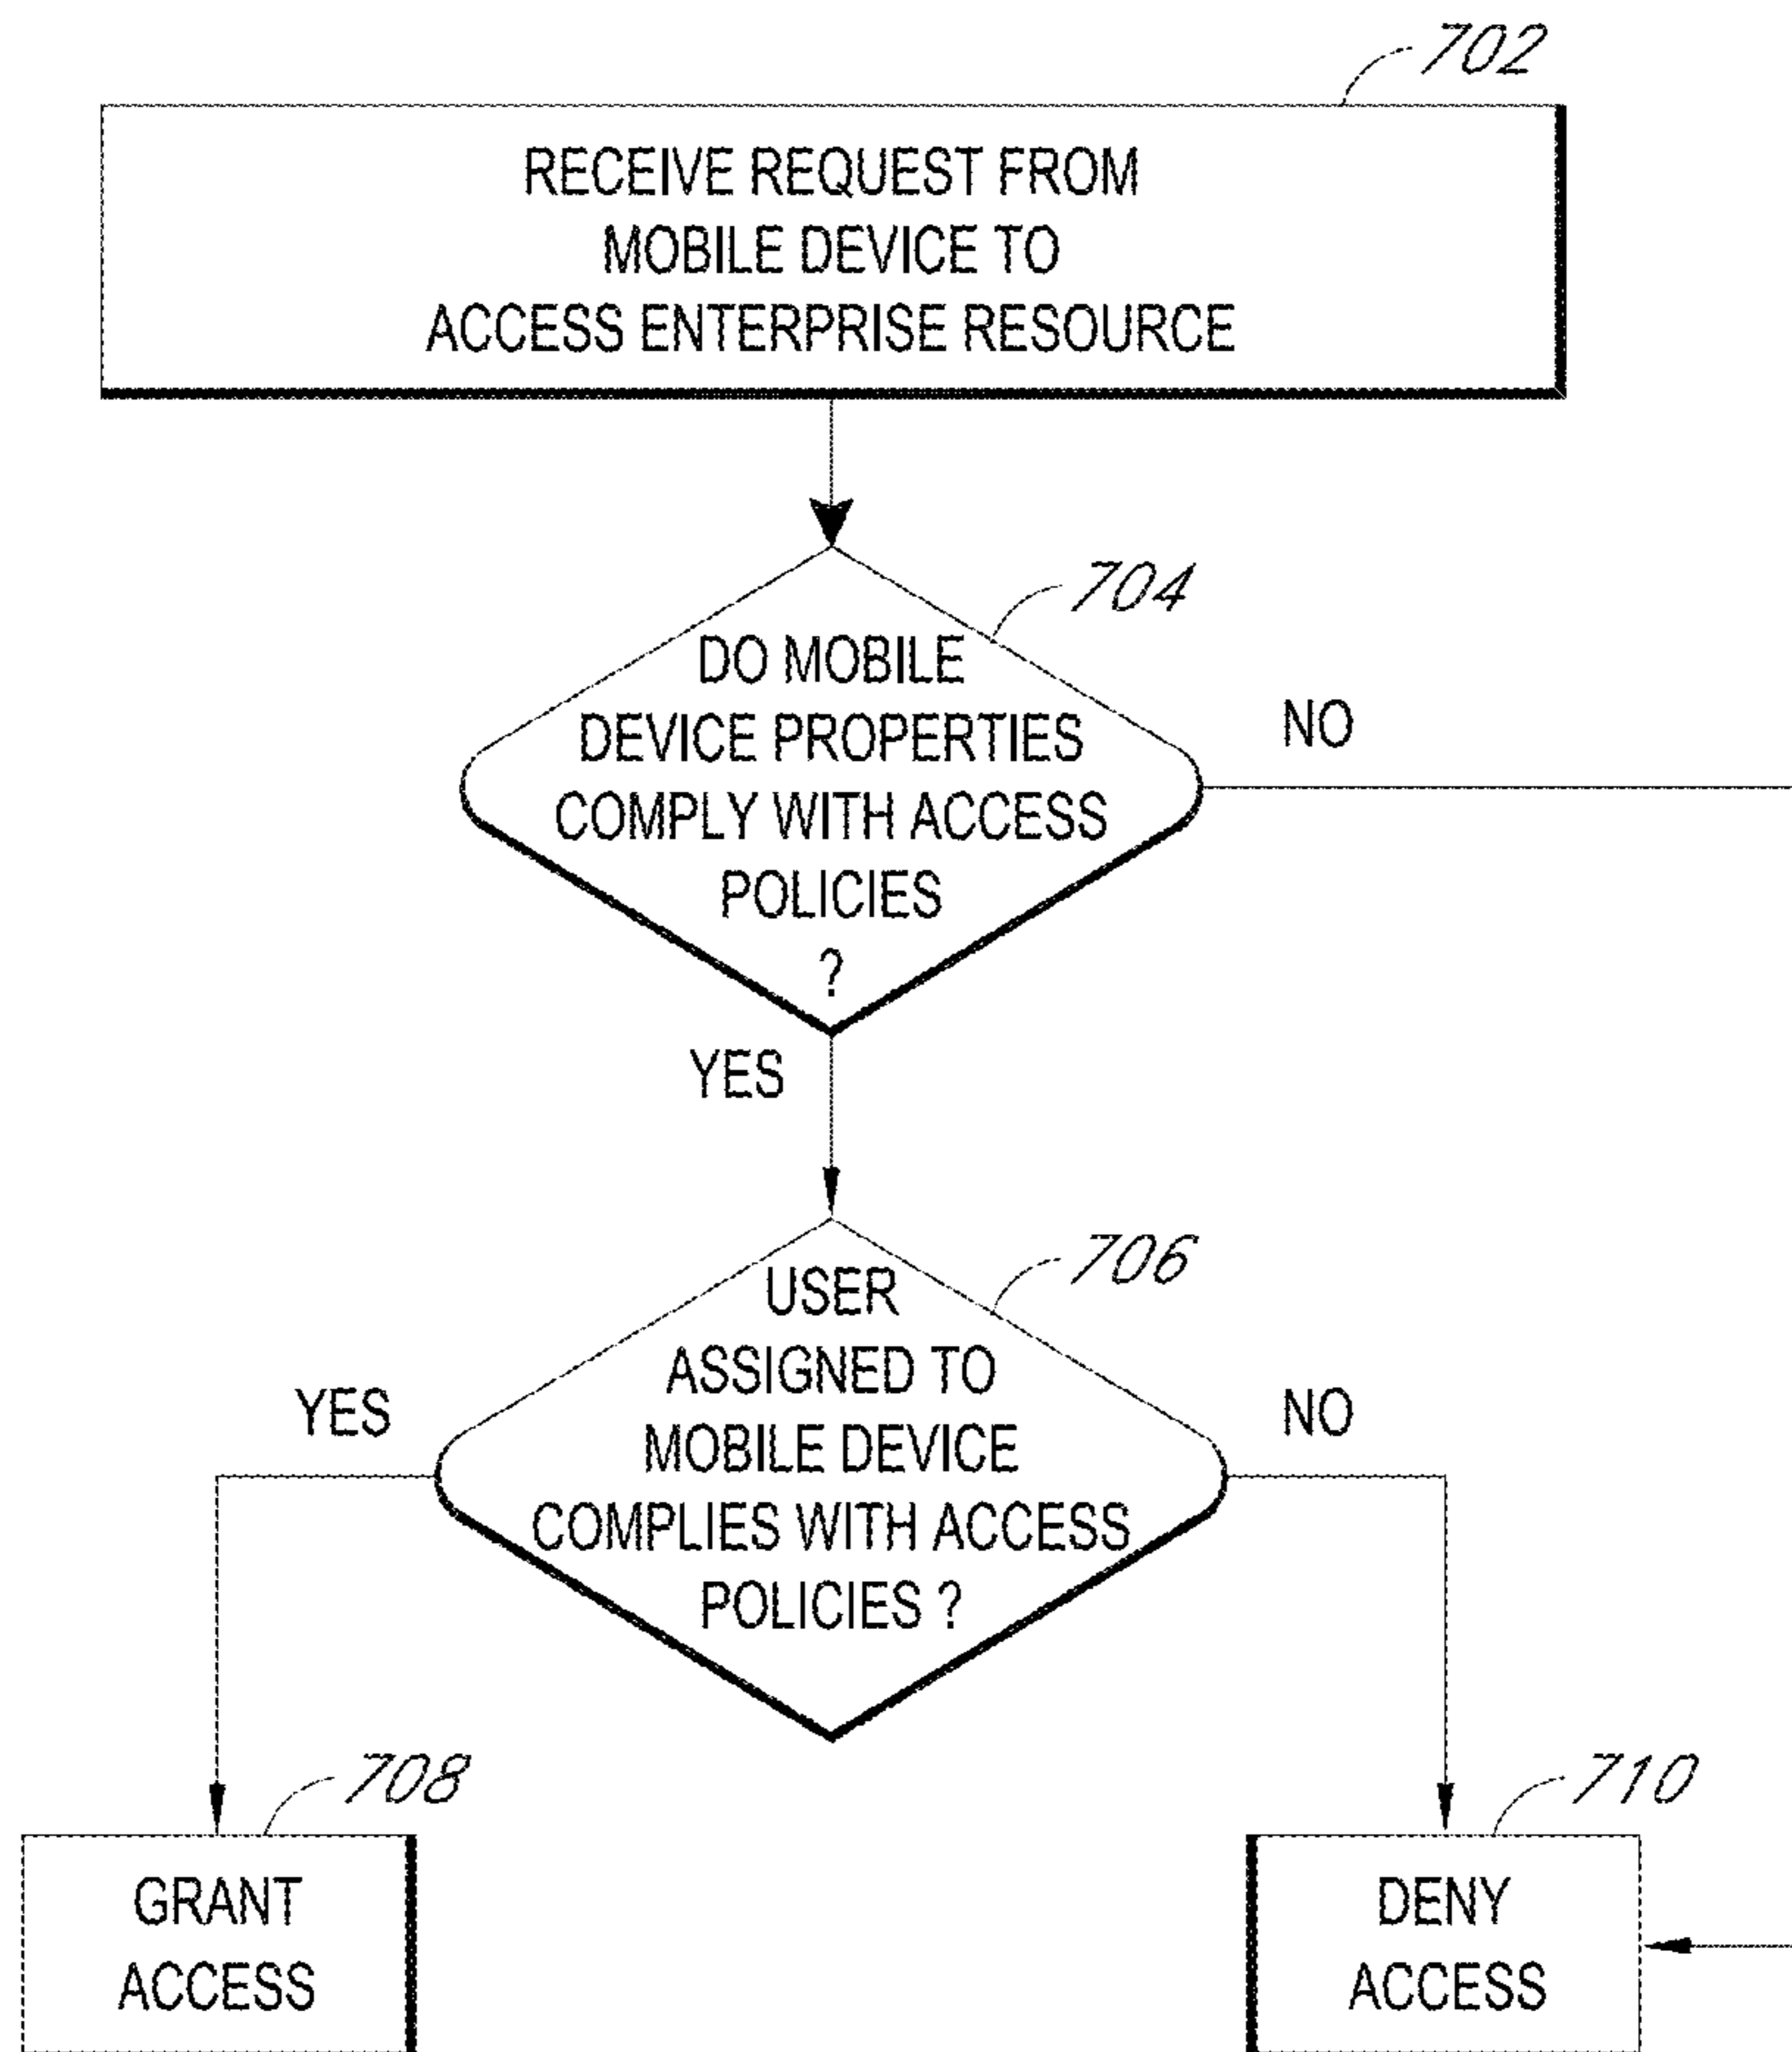 702
RECEIVE REQUEST FROM
MOBILE DEVICE TO
ACCESS ENTERPRISE RESOURCE
704
DO MOBILE
DEVICE PROPERTIES
COMPLY WITH ACCESS
POLICIES
?
NO
YES
706
USER
ASSIGNED TO
MOBILE DEVICE
COMPLIES WITH ACCESS
POLICIES ?
YES
NO
708
GRANT
ACCESS
710
DENY
ACCESS